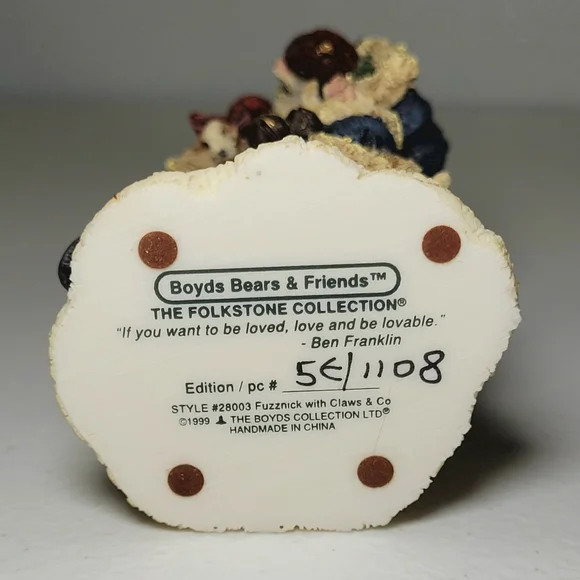 Boyds Bears & Friends™
THE FOLKSTONE COLLECTION®
"If you want to be loved, love and be lovable."
- Ben Franklin
Edition / pc # 5E/1108
STYLE #28003 Fuzznick with Claws & Co
©1999 THE BOYDS COLLECTION LTD®
HANDMADE IN CHINA